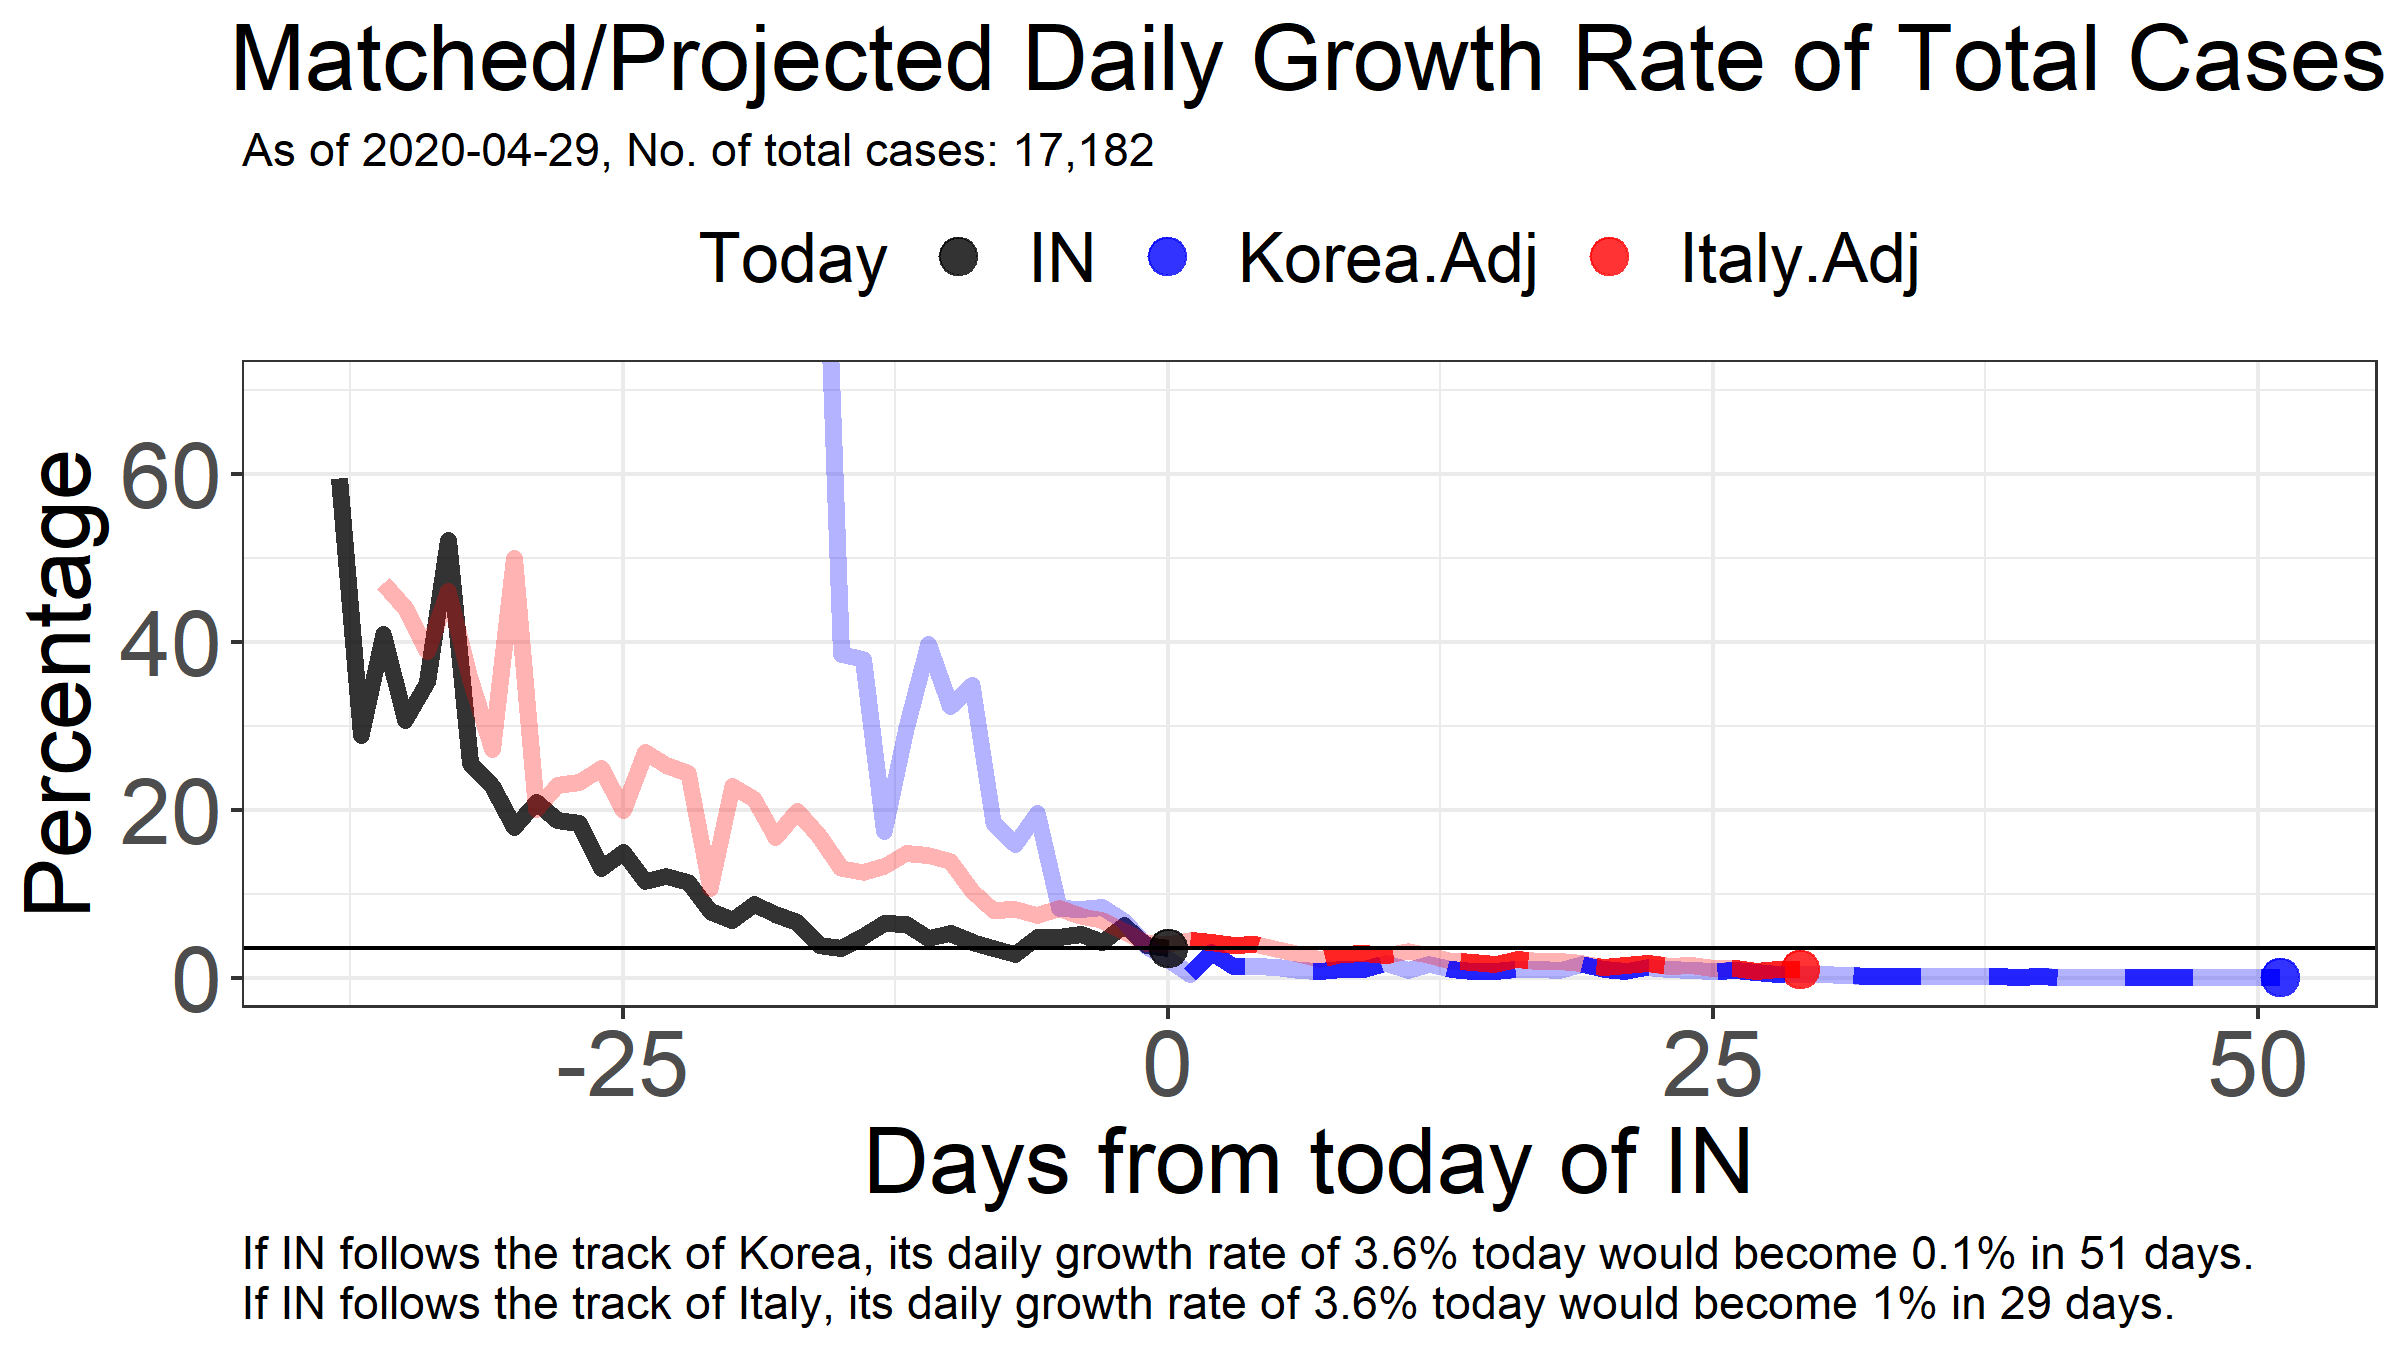 Matched/Projected Daily Growth Rate of Total Cases
As of 2020-04-29, No. of total cases: 17,182
Today IN Korea.Adj Italy.Adj
Percentage
60
40
20
0
-25 0 25 50
Days from today of IN
If IN follows the track of Korea, its daily growth rate of 3.6% today would become 0.1% in 51 days.
If IN follows the track of Italy, its daily growth rate of 3.6% today would become 1% in 29 days.